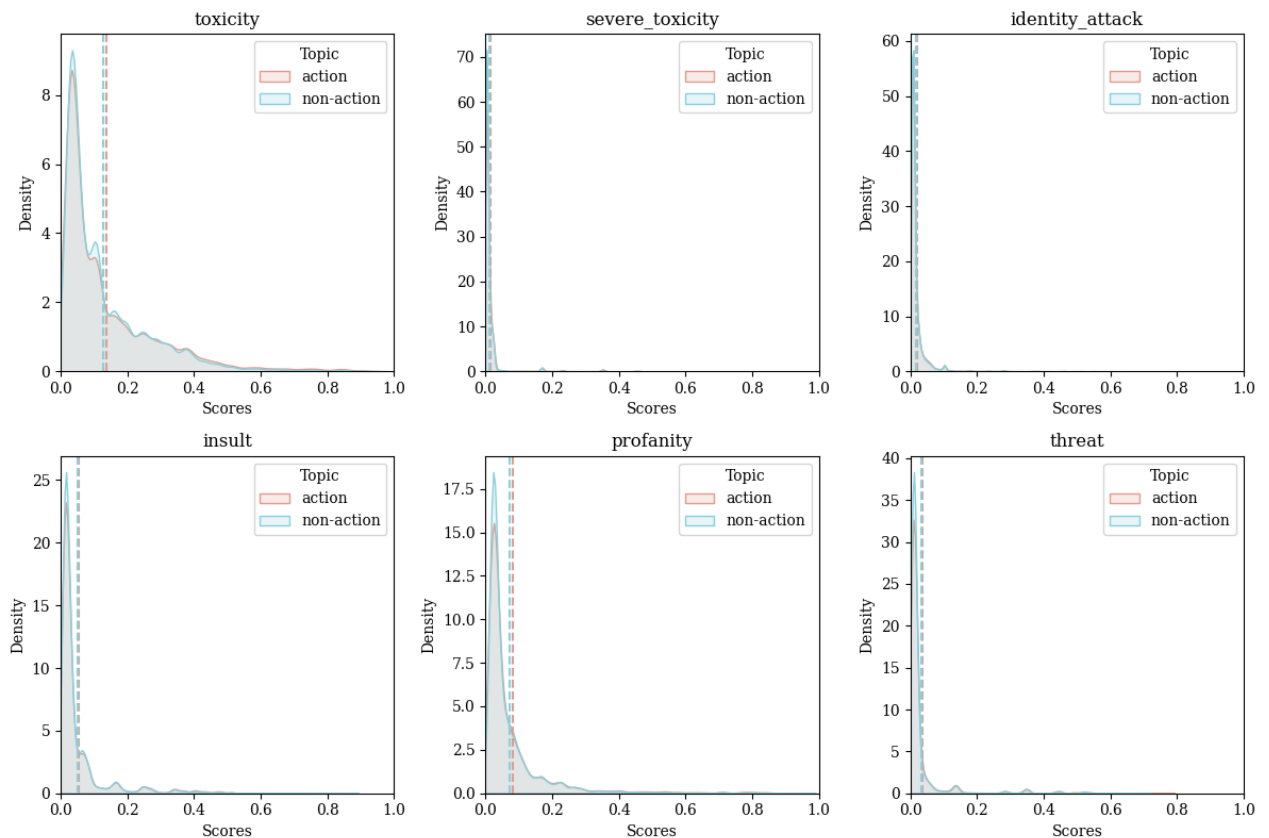 toxicity
Density
8
6
4
2
0
Topic
action
non-action
0.0 0.2 0.4 0.6 0.8 1.0
Scores
severe_toxicity
Density
70
60
50
40
30
20
10
0
Topic
action
non-action
0.0 0.2 0.4 0.6 0.8 1.0
Scores
identity_attack
Density
60
50
40
30
20
10
0
Topic
action
non-action
0.0 0.2 0.4 0.6 0.8 1.0
Scores
insult
Density
25
20
15
10
5
0
Topic
action
non-action
0.0 0.2 0.4 0.6 0.8 1.0
Scores
profanity
Density
17.5
15.0
12.5
10.0
7.5
5.0
2.5
0.0
Topic
action
non-action
0.0 0.2 0.4 0.6 0.8 1.0
Scores
threat
Density
40
35
30
25
20
15
10
5
0
Topic
action
non-action
0.0 0.2 0.4 0.6 0.8 1.0
Scores